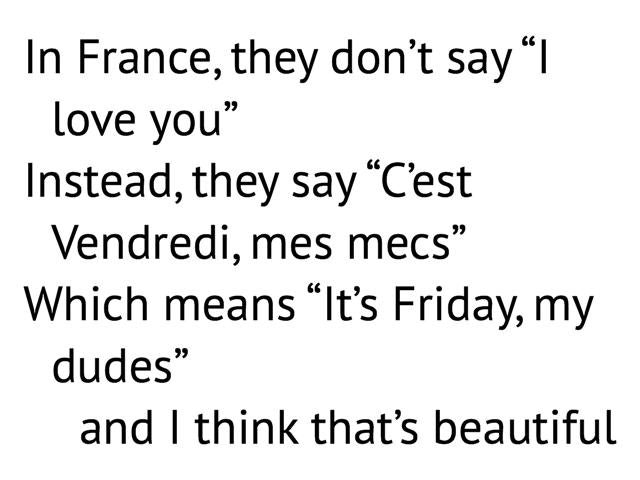 In France, they don’t say “I
love you”
Instead, they say “C’est
Vendredi, mes mecs”
Which means “It’s Friday, my
dudes”
and I think that’s beautiful